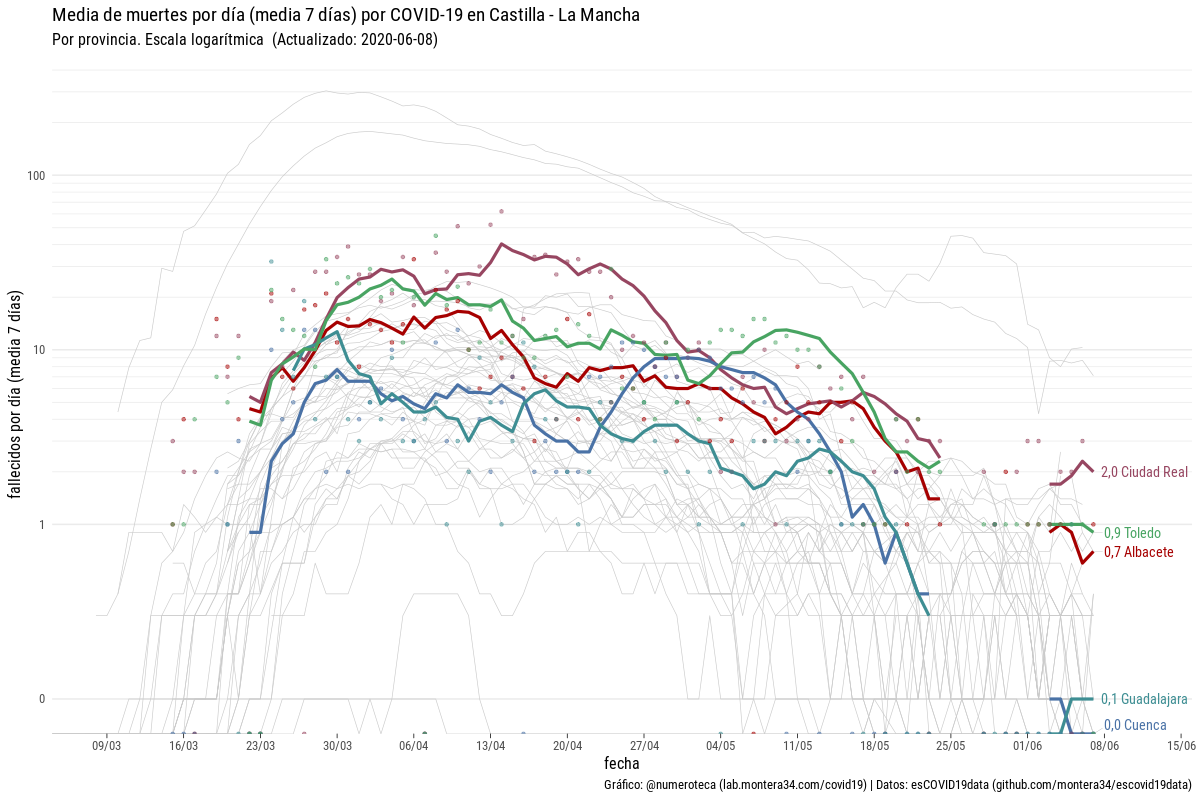 Media de muertes por día (media 7 días) por COVID-19 en Castilla - La Mancha
Por provincia. Escala logarítmica  (Actualizado: 2020-06-08)
fallecidos por día (media  7 días)
100
10
1
0
2,0 Ciudad Real
0,9 Toledo
0,7 Albacete
0,1 Guadalajara
0,0 Cuenca
09/03 16/03 23/03 30/03 06/04 13/04 20/04 27/04 04/05 11/05 18/05 25/05 01/06 08/06 15/06
fecha
Gráfico: @numeroteca (lab.montera34.com/covid19) | Datos: esCOVID19data (github.com/montera34/escovid19data)